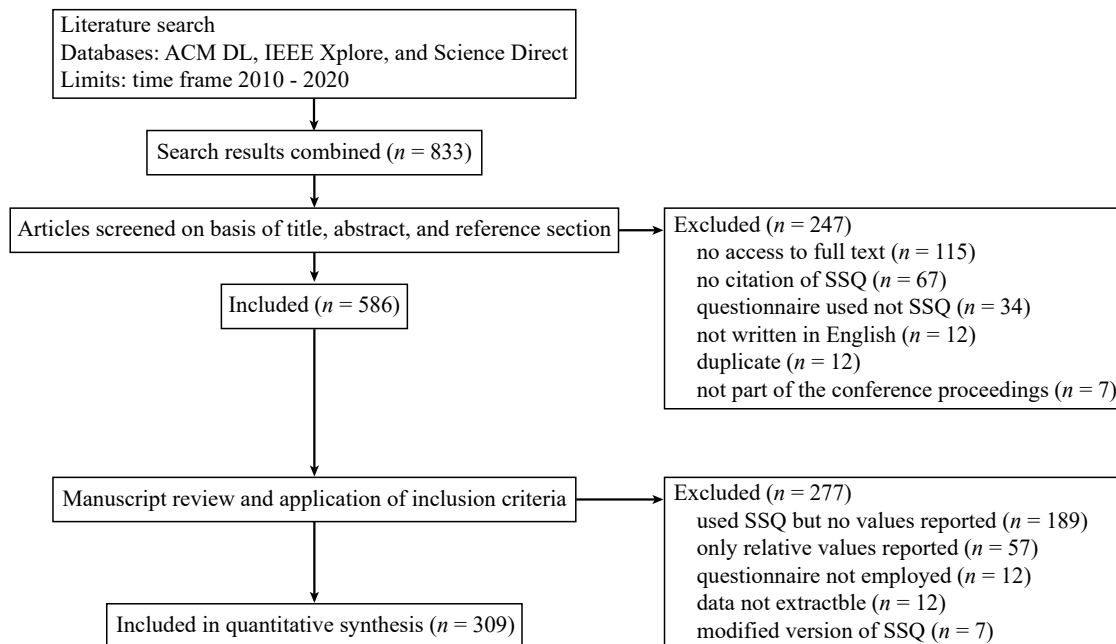 Literature search
Databases: ACM DL, IEEE Xplore, and Science Direct
Limits: time frame 2010 - 2020
Search results combined (n = 833)
Articles screened on basis of title, abstract, and reference section
Excluded (n = 247)
no access to full text (n = 115)
no citation of SSQ (n = 67)
questionnaire used not SSQ (n = 34)
not written in English (n = 12)
duplicate (n = 12)
not part of the conference proceedings (n = 7)
Included (n = 586)
Manuscript review and application of inclusion criteria
Excluded (n = 277)
used SSQ but no values reported (n = 189)
only relative values reported (n = 57)
questionnaire not employed (n = 12)
data not extractble (n = 12)
modified version of SSQ (n = 7)
Included in quantitative synthesis (n = 309)